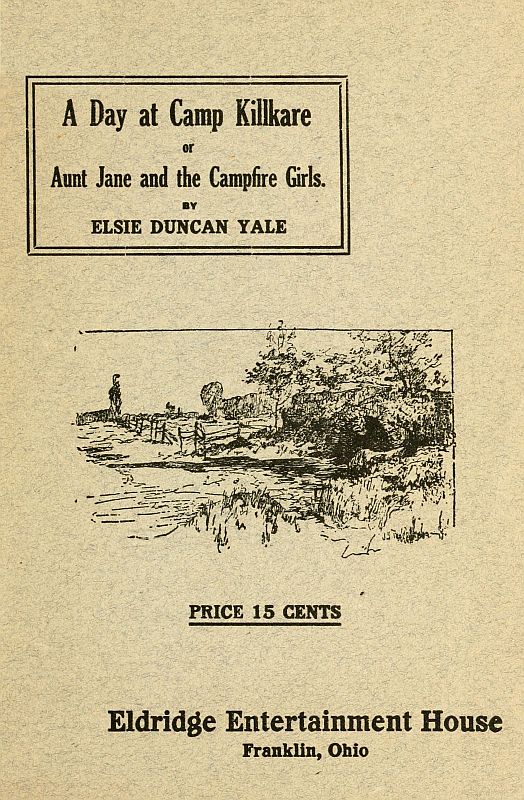 A Day at Camp Killkare
or
Aunt Jane and the Campfire Girls.
BY
ELSIE DUNCAN YALE
PRICE 15 CENTS
Eldridge Entertainment House
Franklin, Ohio